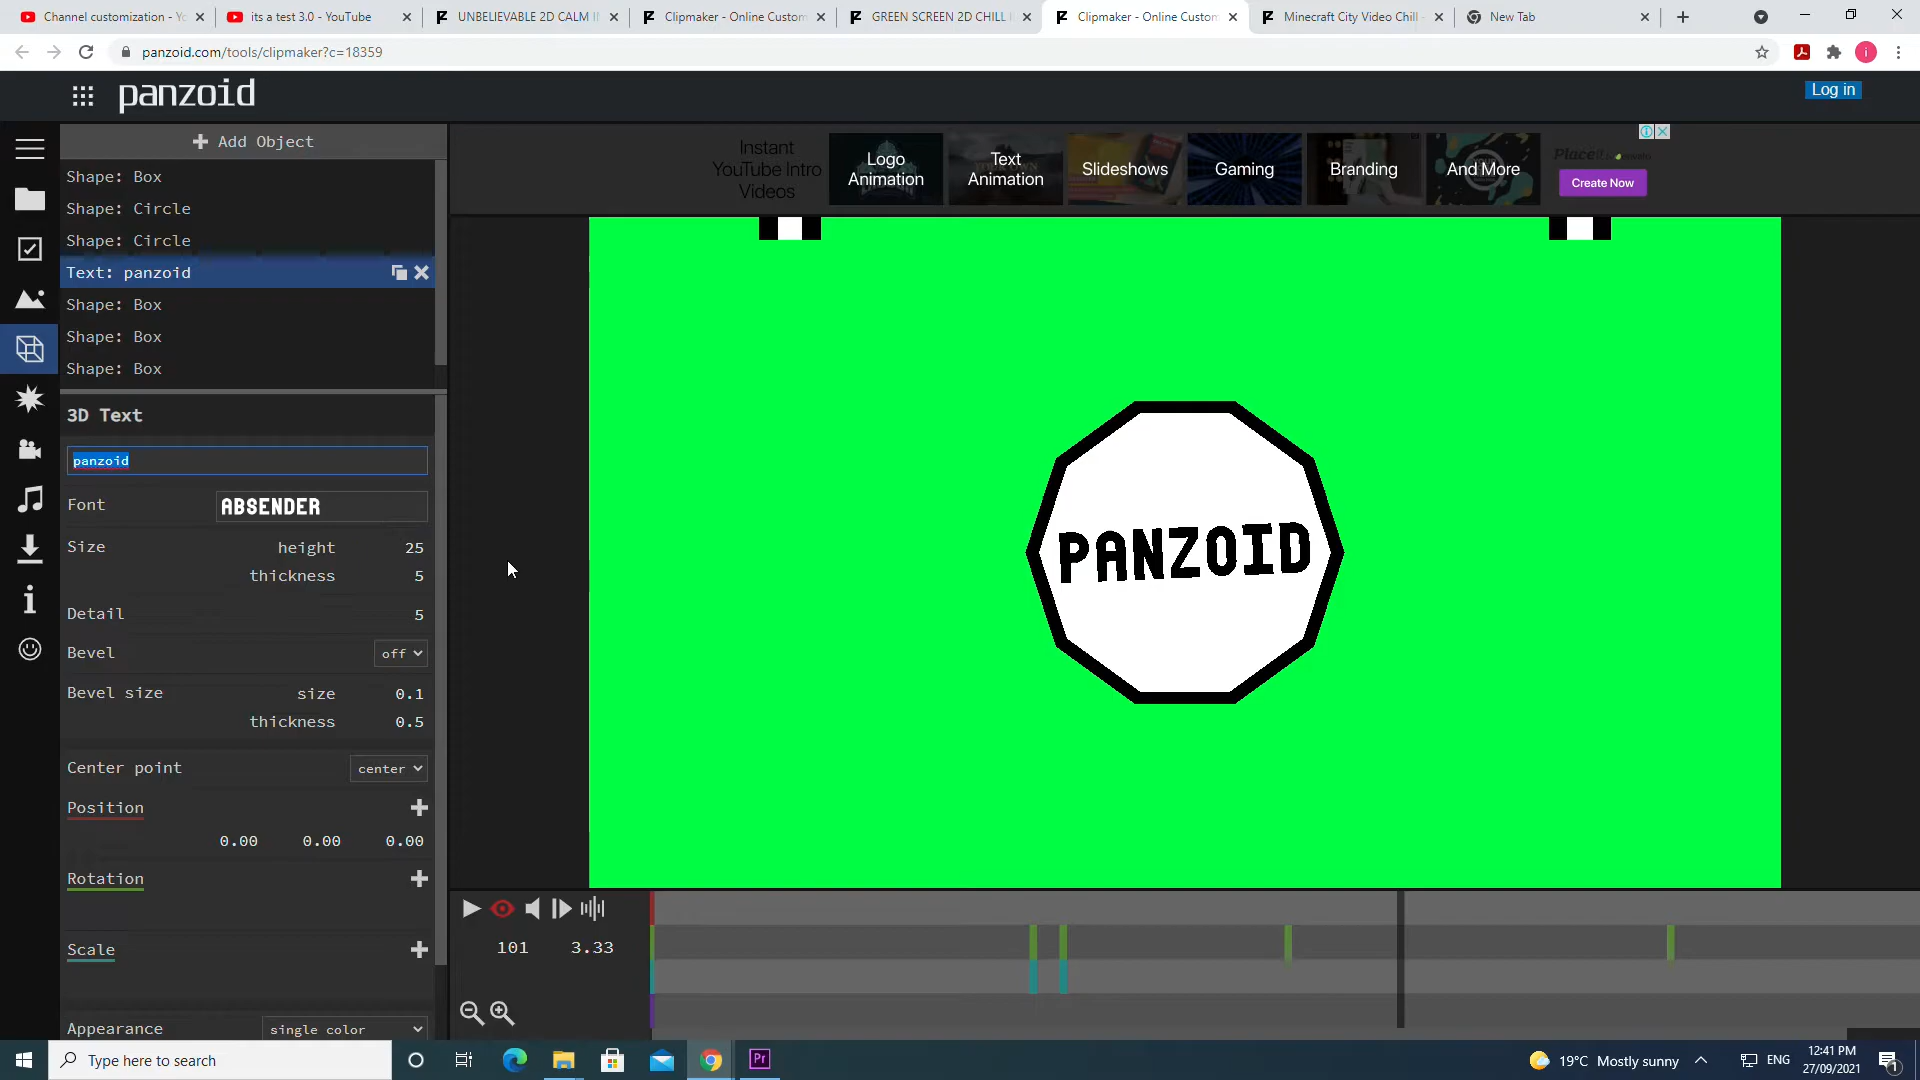 Channel customization - Yo
its a test 3.0 - YouTube
UNBELIEVABLE 2D CALM I
Clipmaker - Online Custom
GREEN SCREEN 2D CHILL I
Clipmaker - Online Custom
Minecraft City Video Chill -
New Tab
panzoid.com/tools/clipmaker?c=18359
i
panzoid
Log in
Add Object
Shape: Box
Shape: Circle
Shape: Circle
Text: panzoid
Shape: Box
Shape: Box
Shape: Box
Instant
YouTube Intro
Videos
Logo
Animation
Text
Animation
Slideshows
Gaming
Branding
And More
Placeit
Create Now
3D Text
panzoid
Font ABSENDER
Size height 25
thickness 5
Detail 5
Bevel off
Bevel size size 0.1
thickness 0.5
Center point center
Position
0.00 0.00 0.00
Rotation
Scale
Appearance single color
PANZOID
101 3.33
Type here to search
Pr
19°C Mostly sunny
ENG
12:41 PM
27/09/2021
1